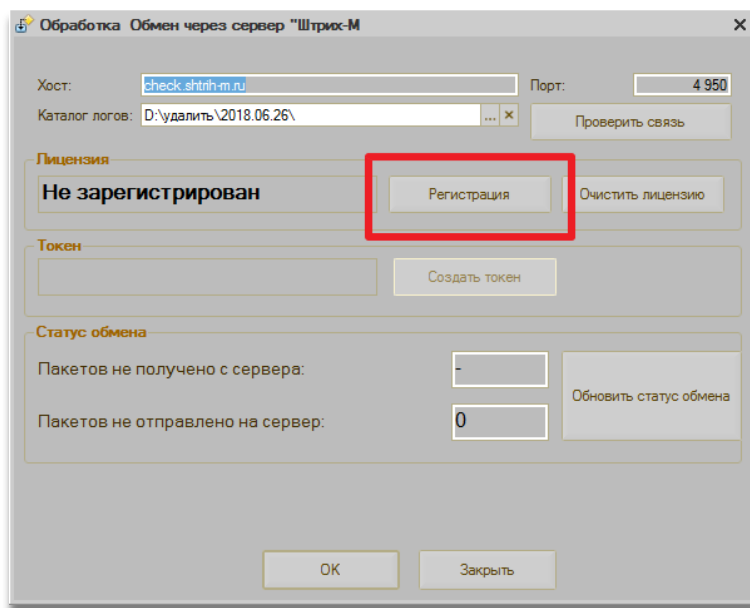 Обработка Обмен через сервер "Штрих-М
Хост: check.shtrih-m.ru Порт: 4 950
Каталог логов: D:\удалить\2018.06.26\ ... × Проверить связь
Лицензия
Не зарегистрирован Регистрация Очистить лицензию
Токен
Создать токен
Статус обмена
Пакетов не получено с сервера: -
Обновить статус обмена
Пакетов не отправлено на сервер: 0
OK Закрыть